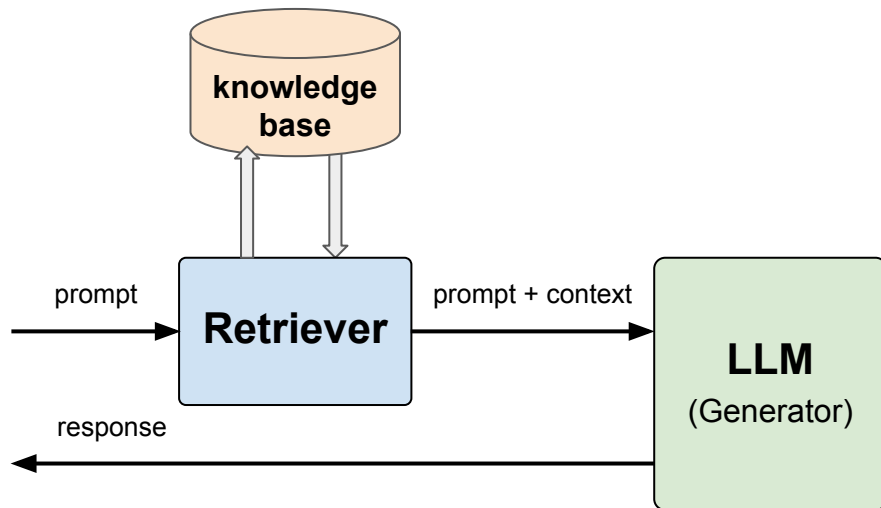 knowledge
base
prompt
Retriever
prompt + context
LLM
(Generator)
response